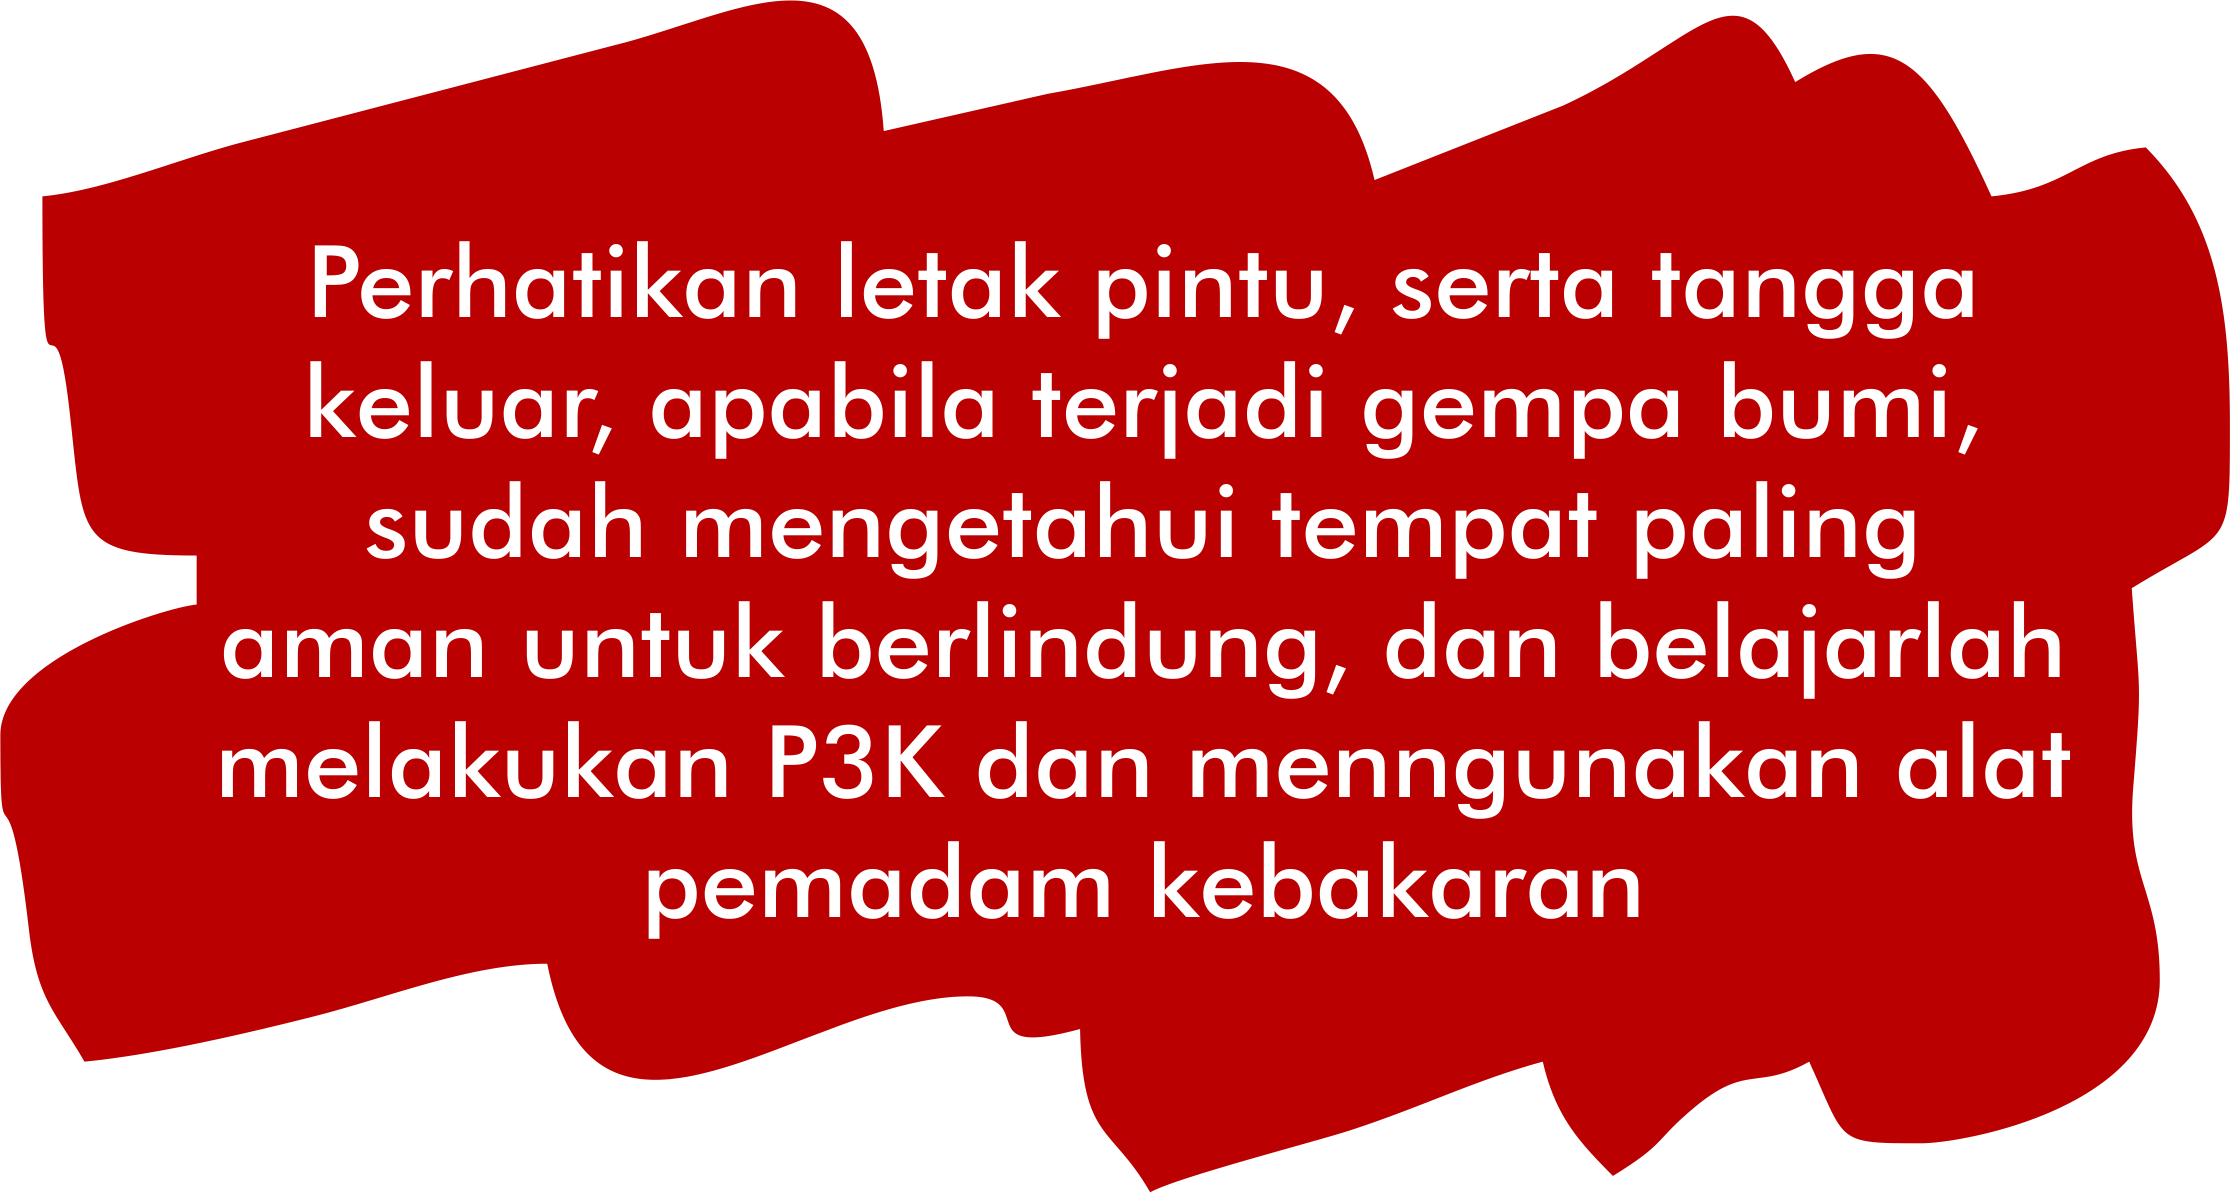 Perhatikan letak pintu, serta tangga
keluar, apabila terjadi gempa bumi,
sudah mengetahui tempat paling
aman untuk berlindung, dan belajarlah
melakukan P3K dan menngunakan alat
pemadam kebakaran